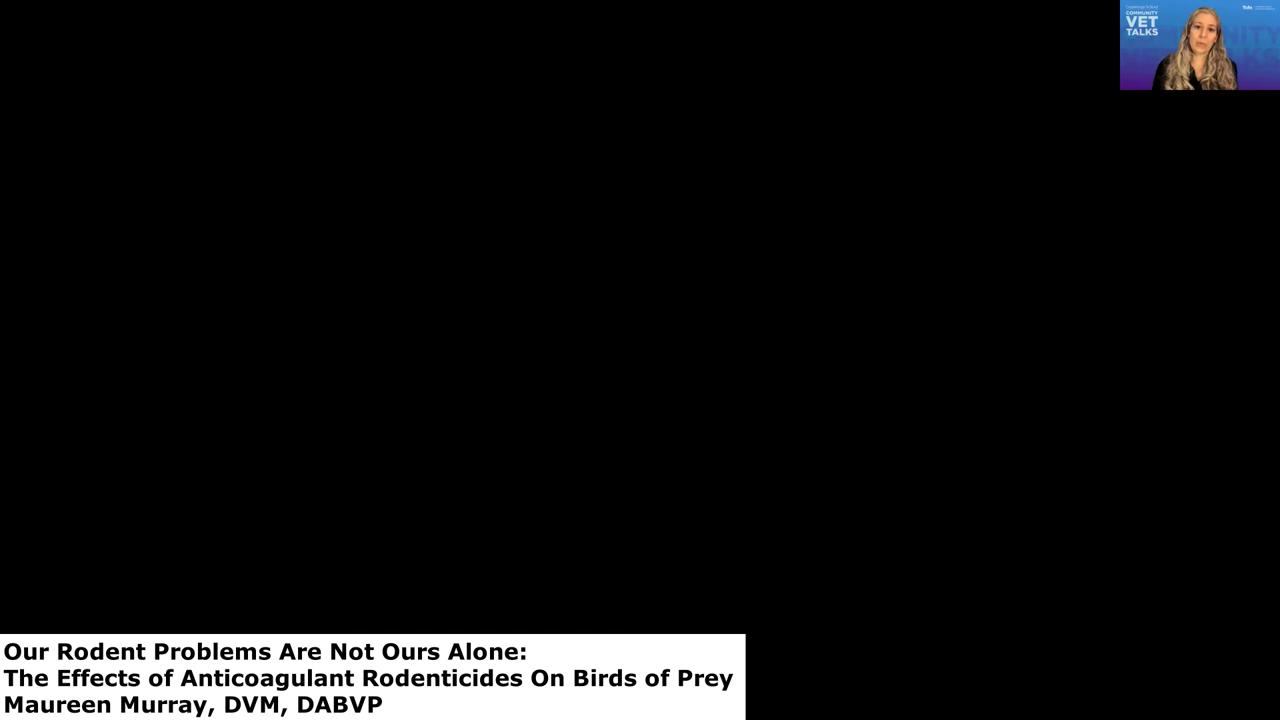 COMMUNITY
VET
TALKS
Tufts
Our Rodent Problems Are Not Ours Alone:
The Effects of Anticoagulant Rodenticides On Birds of Prey
Maureen Murray, DVM, DABVP